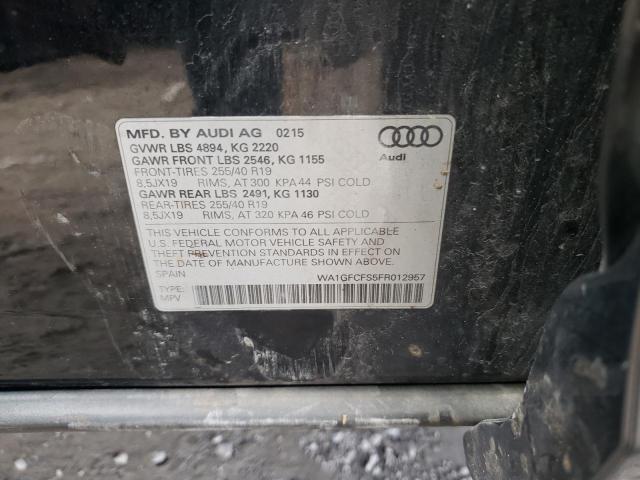 MFD. BY AUDI AG 0215
GVWR LBS 4894, KG 2220
GAWR FRONT LBS 2546, KG 1155
FRONT-TIRES 255/40 R19
8,5JX19 RIMS, AT 300 KPA 44 PSI COLD
GAWR REAR LBS 2491, KG 1130
REAR-TIRES 255/40 R19
8,5JX19 RIMS, AT 320 KPA 46 PSI COLD
Audi
THIS VEHICLE CONFORMS TO ALL APPLICABLE
U.S. FEDERAL MOTOR VEHICLE SAFETY AND
THEFT PREVENTION STANDARDS IN EFFECT ON
THE DATE OF MANUFACTURE SHOWN ABOVE.
SPAIN
WA1GFCFS5FR012957
TYPE:
MPV